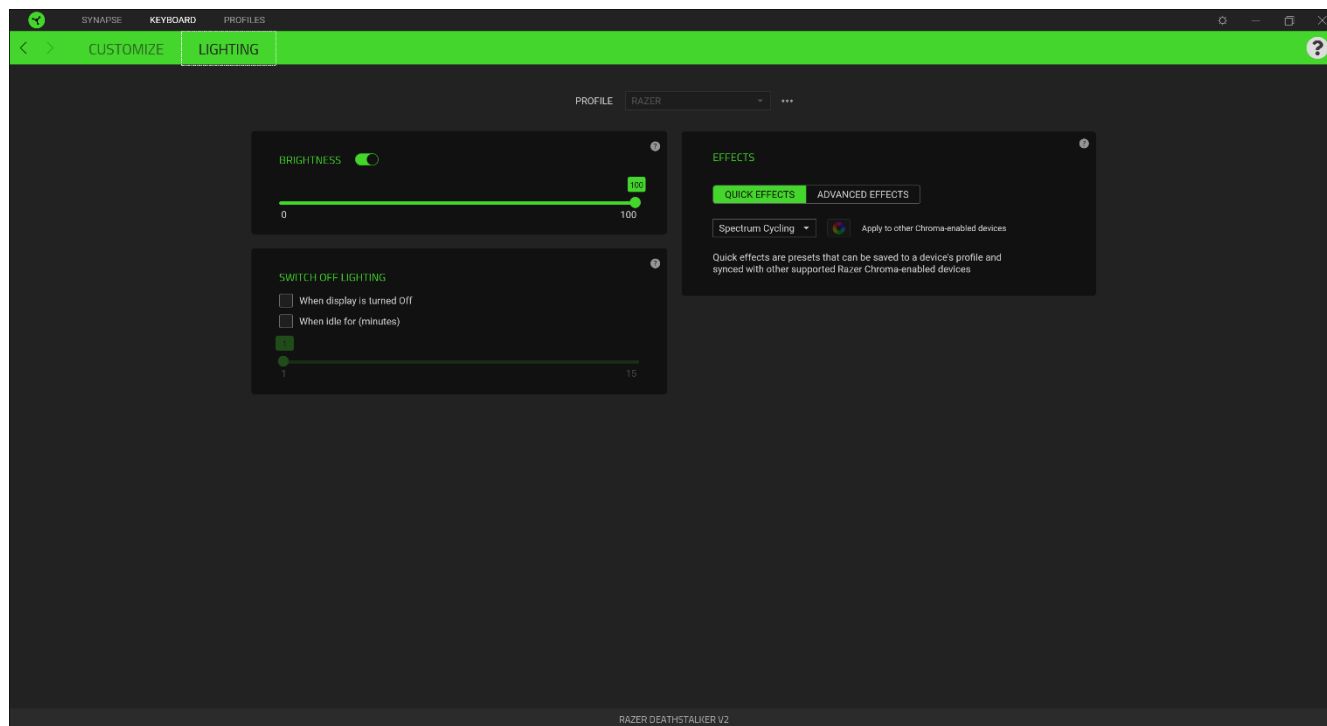 SYNAPSE KEYBOARD PROFILES
CUSTOMIZE LIGHTING
?
PROFILE RAZER
BRIGHTNESS
?
100
0 100
SWITCH OFF LIGHTING
?
When display is turned Off
When idle for (minutes)
1
1 15
EFFECTS
?
QUICK EFFECTS ADVANCED EFFECTS
Spectrum Cycling Apply to other Chroma-enabled devices
Quick effects are presets that can be saved to a device's profile and
synced with other supported Razer Chroma-enabled devices
RAZER DEATHSTALKER V2